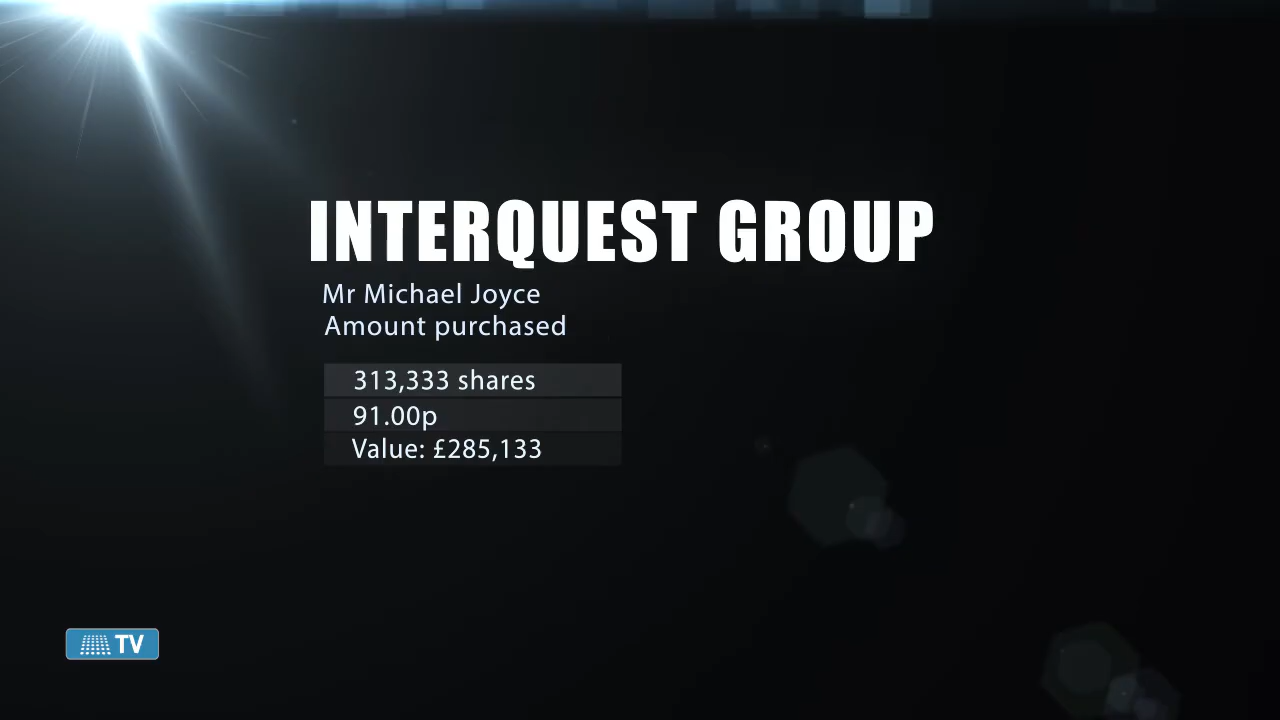 INTERQUEST GROUP
Mr Michael Joyce
Amount purchased
313,333 shares
91.00p
Value: £285,133
TV